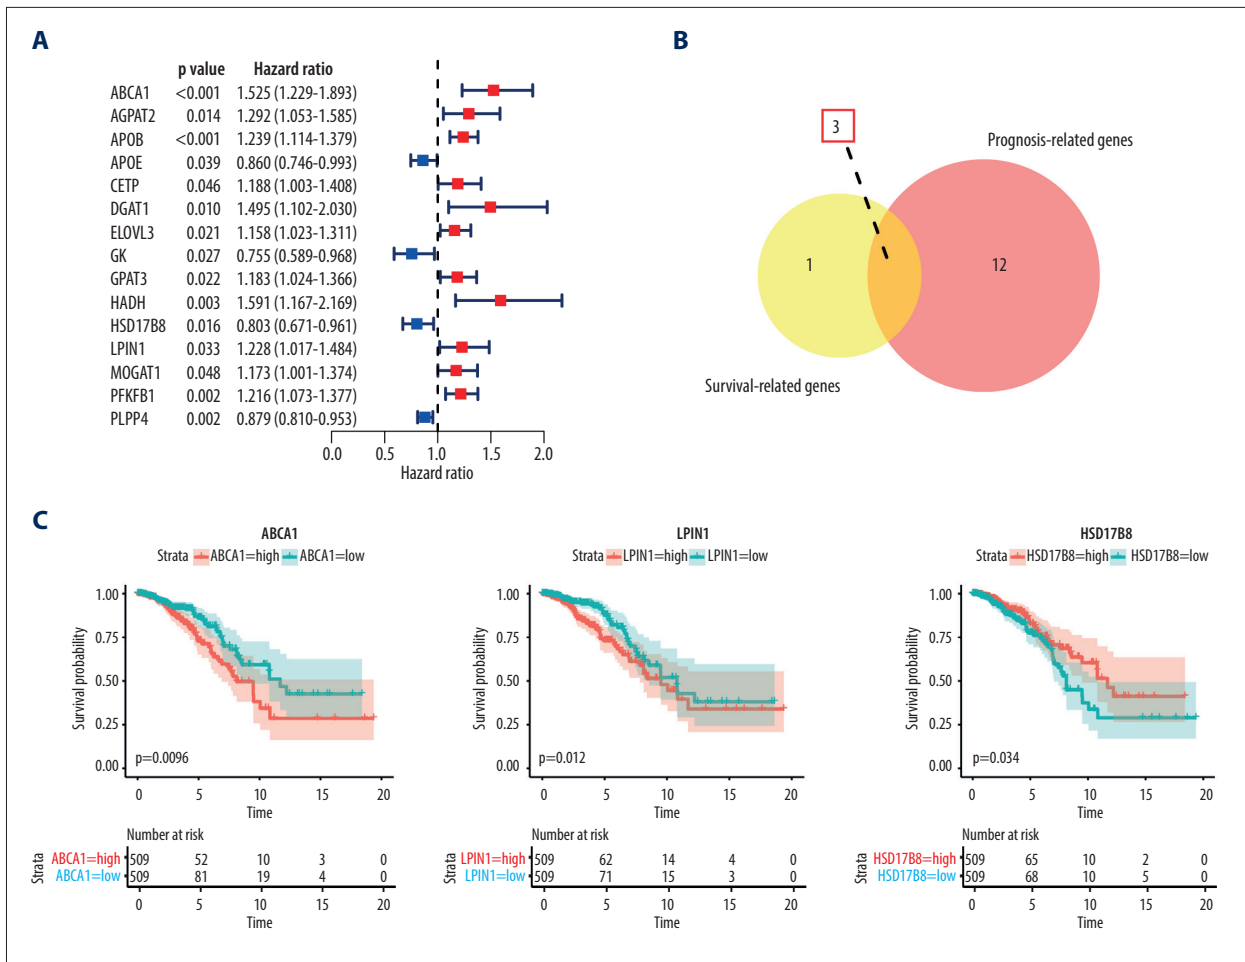 A
p value Hazard ratio
ABCA1 <0.001 1.525 (1.229-1.893)
AGPAT2 0.014 1.292 (1.053-1.585)
APOB <0.001 1.239 (1.114-1.379)
APOE 0.039 0.860 (0.746-0.993)
CETP 0.046 1.188 (1.003-1.408)
DGAT1 0.010 1.495 (1.102-2.030)
ELOVL3 0.021 1.158 (1.023-1.311)
GK 0.027 0.755 (0.589-0.968)
GPAT3 0.022 1.183 (1.024-1.366)
HADH 0.003 1.591 (1.167-2.169)
HSD17B8 0.016 0.803 (0.671-0.961)
LPIN1 0.033 1.228 (1.017-1.484)
MOGAT1 0.048 1.173 (1.001-1.374)
PFKFB1 0.002 1.216 (1.073-1.377)
PLPP4 0.002 0.879 (0.810-0.953)
0.0 0.5 1.0 1.5 2.0
Hazard ratio
B
3
Prognosis-related genes
1
12
Survival-related genes
C
ABCA1
Strata ABCA1=high ABCA1=low
Survival probability
1.00
0.75
0.50
0.25
0.00
p=0.0096
0 5 10 15 20
Time
Number at risk
Strata
ABCA1=high 509 52 10 3 0
ABCA1=low 509 81 19 4 0
0 5 10 15 20
Time
LPIN1
Strata LPIN1=high LPIN1=low
Survival probability
1.00
0.75
0.50
0.25
0.00
p=0.012
0 5 10 15 20
Time
Number at risk
Strata
LPIN1=high 509 62 14 4 0
LPIN1=low 509 71 15 3 0
0 5 10 15 20
Time
HSD17B8
Strata HSD17B8=high HSD17B8=low
Survival probability
1.00
0.75
0.50
0.25
0.00
p=0.034
0 5 10 15 20
Time
Number at risk
Strata
HSD17B8=high 509 65 10 2 0
HSD17B8=low 509 68 10 5 0
0 5 10 15 20
Time